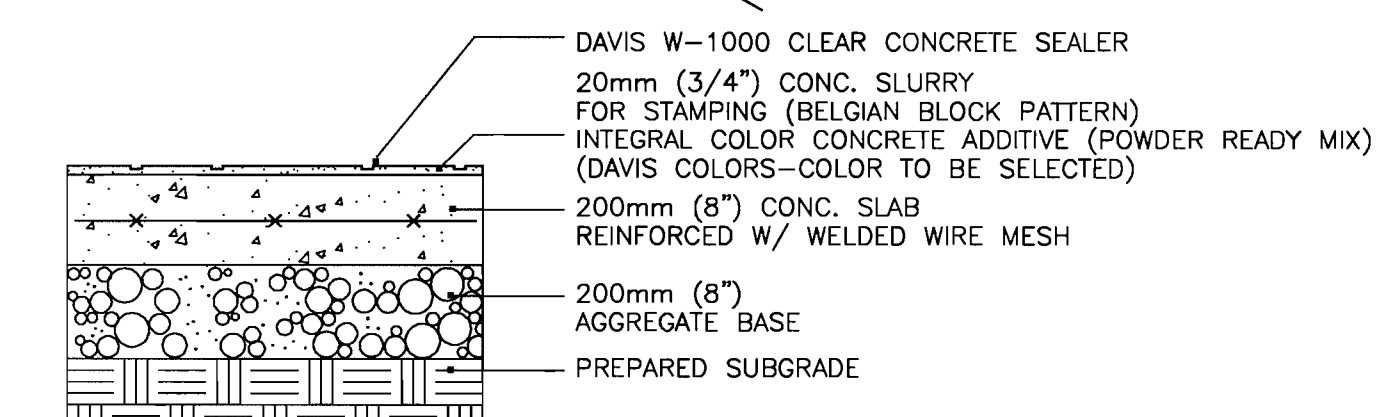 DAVIS W-1000 CLEAR CONCRETE SEALER
20mm (3/4") CONC. SLURRY
FOR STAMPING (BELGIAN BLOCK PATTERN)
INTEGRAL COLOR CONCRETE ADDITIVE (POWDER READY MIX)
(DAVIS COLORS-COLOR TO BE SELECTED)
200mm (8") CONC. SLAB
REINFORCED W/ WELDED WIRE MESH
200mm (8")
AGGREGATE BASE
PREPARED SUBGRADE